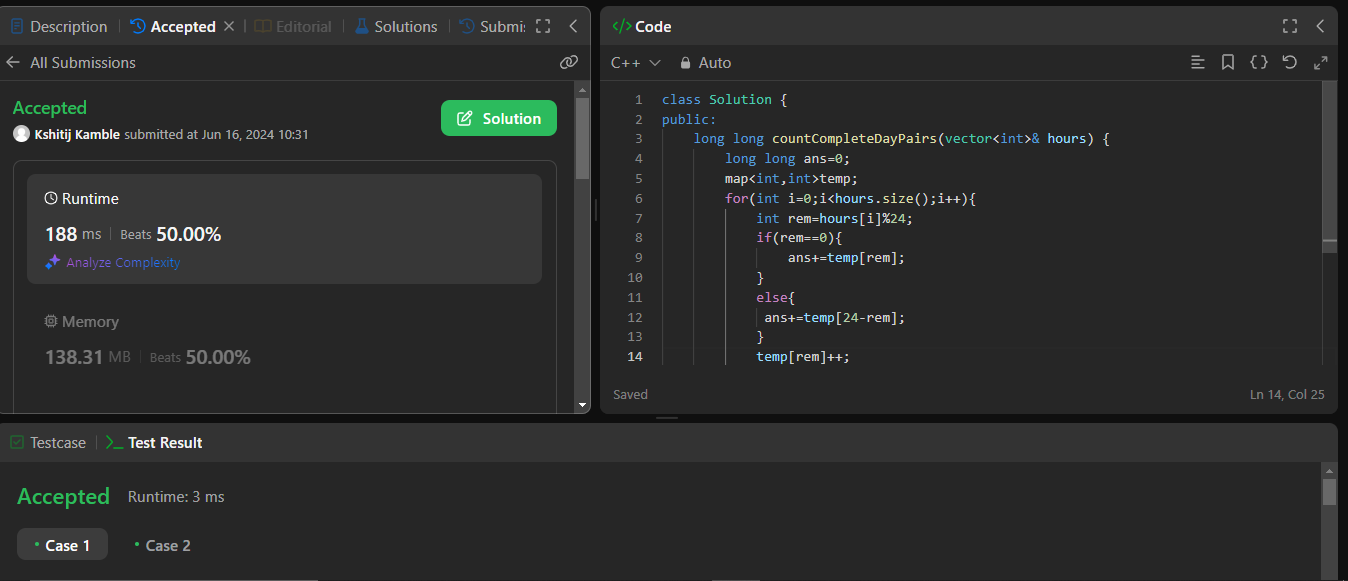 Description Accepted Editorial Solutions Submis
All Submissions
Accepted
Kshitij Kamble submitted at Jun 16, 2024 10:31
Solution
Runtime
188 ms Beats 50.00%
Analyze Complexity
Memory
138.31 MB Beats 50.00%
</> Code
C++ Auto
1 class Solution {
2 public:
3 long long countCompleteDayPairs(vector<int>& hours) {
4 long long ans=0;
5 map<int,int>temp;
6 for(int i=0;i<hours.size();i++){
7 int rem=hours[i]%24;
8 if(rem==0){
9 ans+=temp[rem];
10 }
11 else{
12 ans+=temp[24-rem];
13 }
14 temp[rem]++;
Saved Ln 14, Col 25
Testcase >_ Test Result
Accepted Runtime: 3 ms
Case 1 Case 2